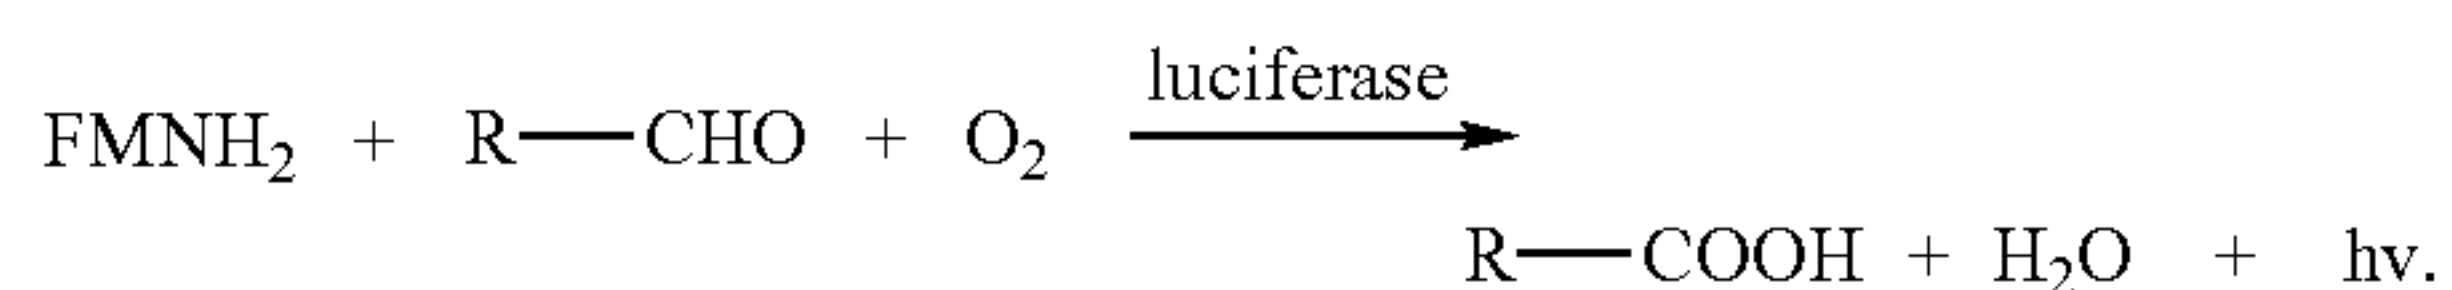 luciferase
FMNH₂ + R—CHO + O₂ ⟶
R—COOH + H₂O + hv.